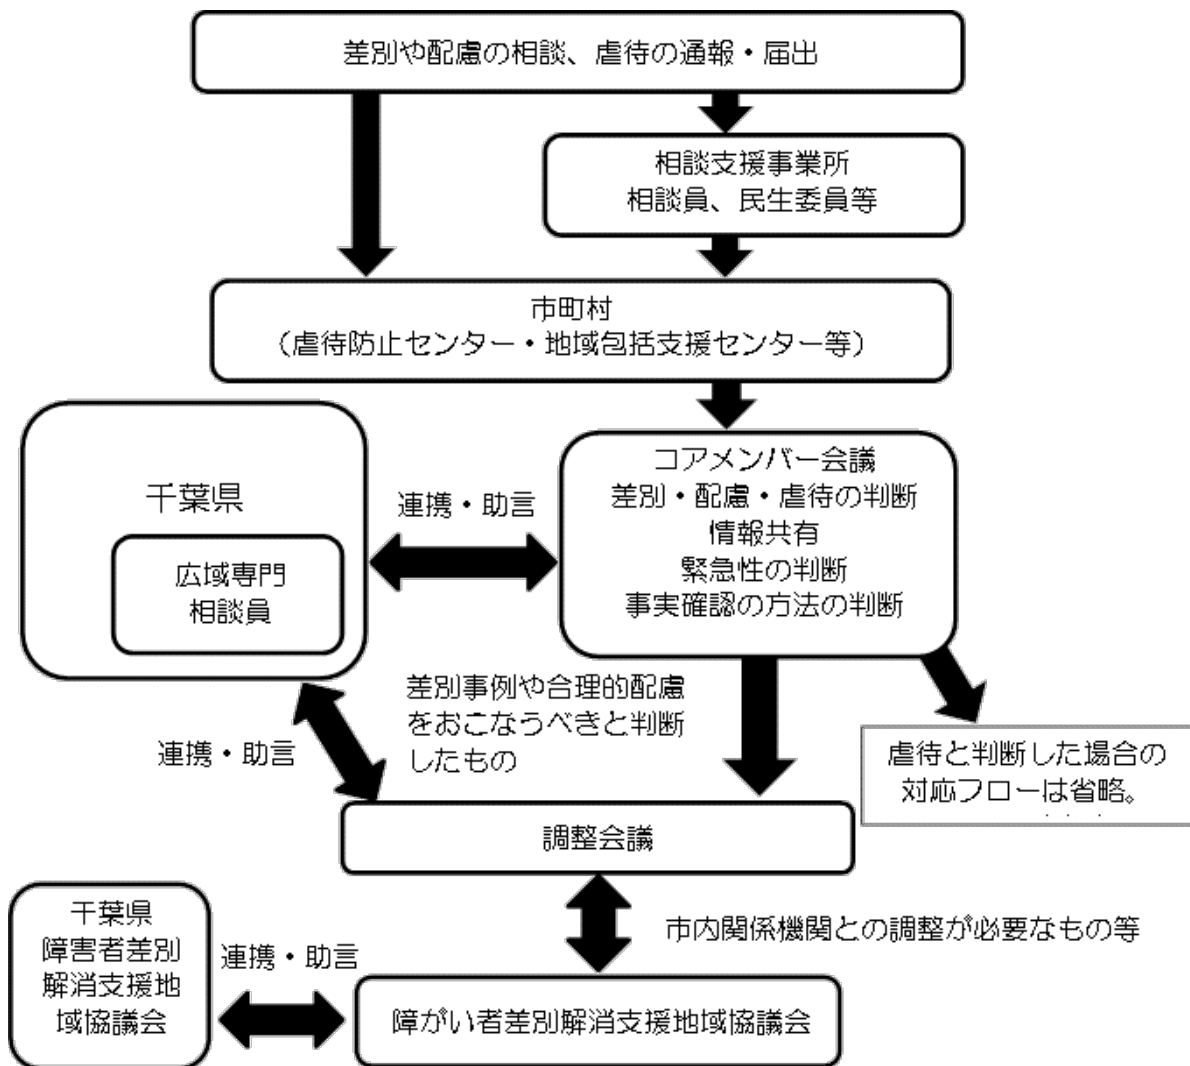 差別や配慮の相談、虐待の通報・届出
相談支援事業所
相談員、民生委員等
市町村
（虐待防止センター・地域包括支援センター等）
コアメンバー会議
差別・配慮・虐待の判断
情報共有
緊急性の判断
事実確認の方法の判断
連携・助言
千葉県
広域専門
相談員
差別事例や合理的配慮
をおこなうべきと判断
したもの
連携・助言
虐待と判断した場合の
対応フローは省略。
調整会議
市内関係機関との調整が必要なもの等
千葉県
障害者差別
解消支援地
域協議会
連携・助言
障がい者差別解消支援地域協議会